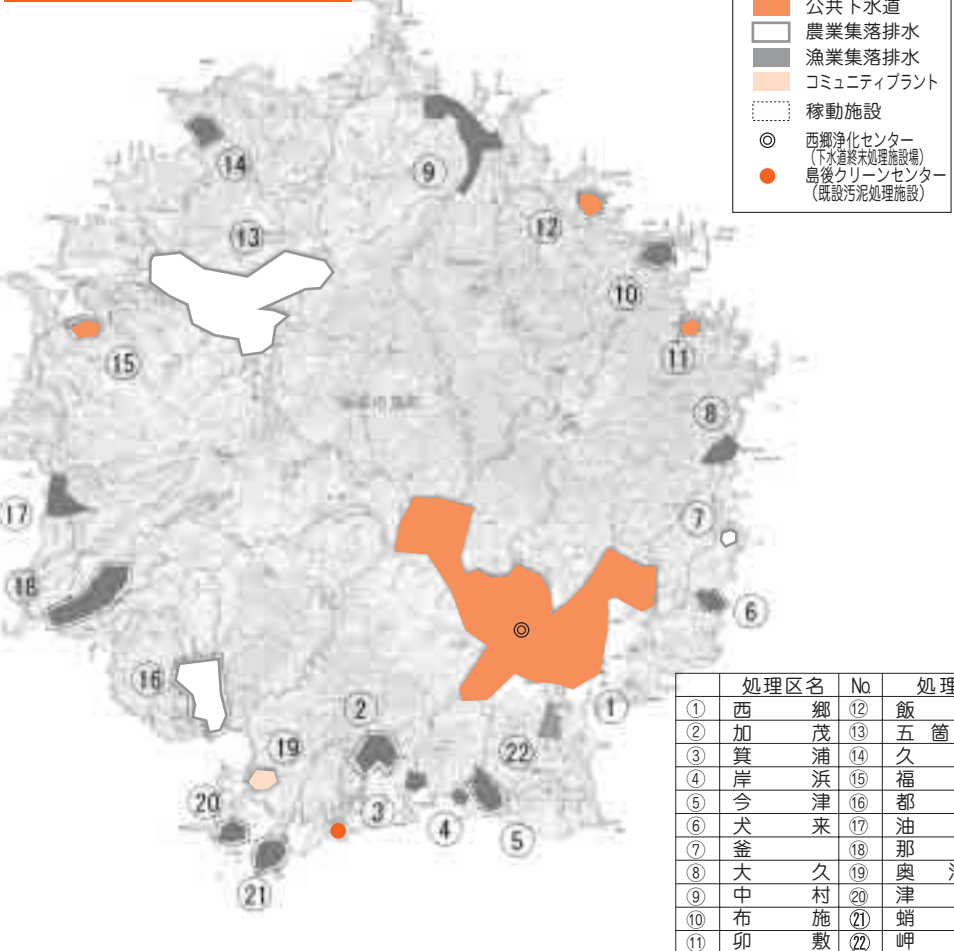 公共下水道
農業集落排水
漁業集落排水
コミュニティプラント
稼動施設
西郷浄化センター
(下水道終末処理施設場)
島後クリーンセンター
(既設汚泥処理施設)
⑭
⑨
⑬
⑫
⑩
⑮
⑪
⑧
⑰
⑦
⑱
⑥
⑯
②
①
⑲
㉒
⑳
③
④
⑤
㉑
処理区名 No. 処理
① 西郷 ⑫ 飯
② 加茂 ⑬ 五箇
③ 箕浦 ⑭ 久
④ 岸浜 ⑮ 福
⑤ 今津 ⑯ 都
⑥ 犬来 ⑰ 油
⑦ 釜 ⑱ 那
⑧ 大久 ⑲ 奥
⑨ 中村 ⑳ 津
⑩ 布施 ㉑ 蛸
⑪ 卯敷 ㉒ 岬